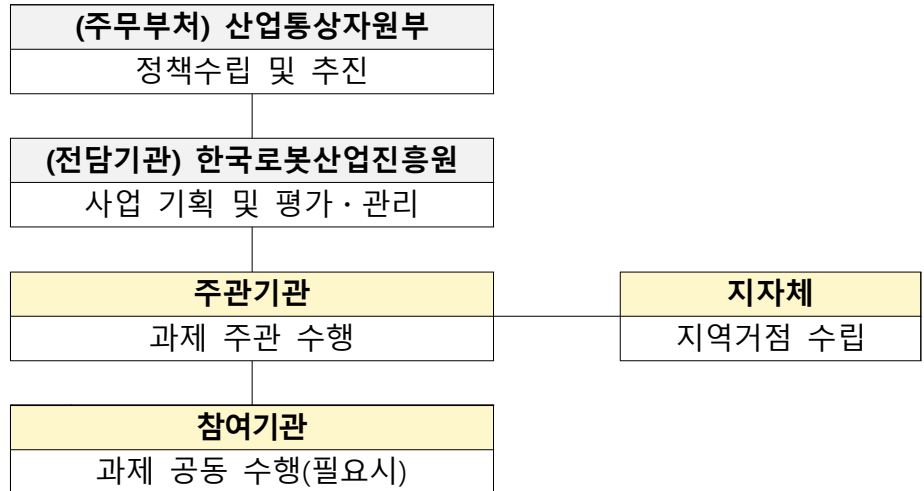 (주무부처) 산업통상자원부
정책수립 및 추진
(전담기관) 한국로봇산업진흥원
사업 기획 및 평가·관리
주관기관
과제 주관 수행
지자체
지역거점 수립
참여기관
과제 공동 수행(필요시)